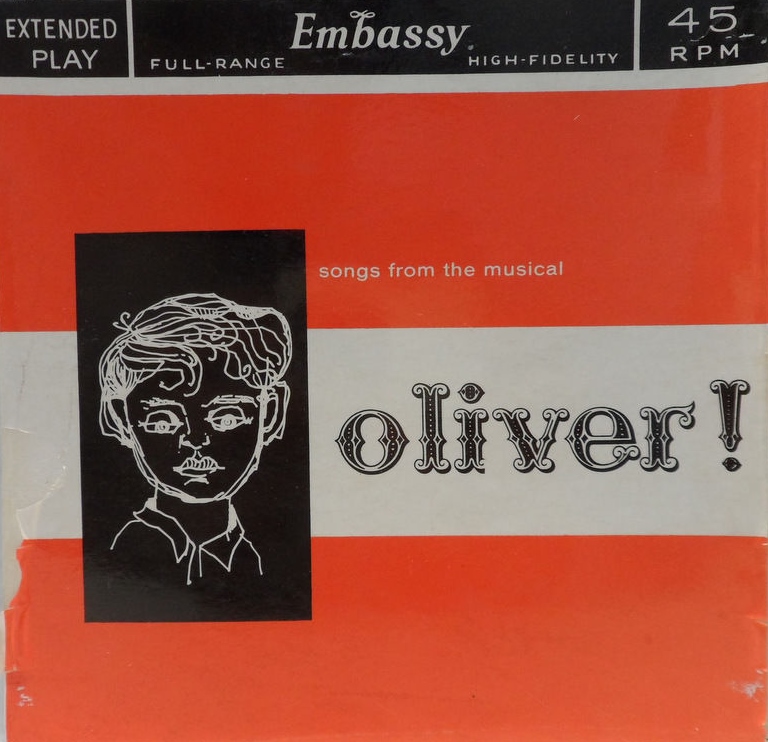 EXTENDED
PLAY
Embassy
FULL-RANGE
HIGH-FIDELITY
45
RPM
songs from the musical
oliver!